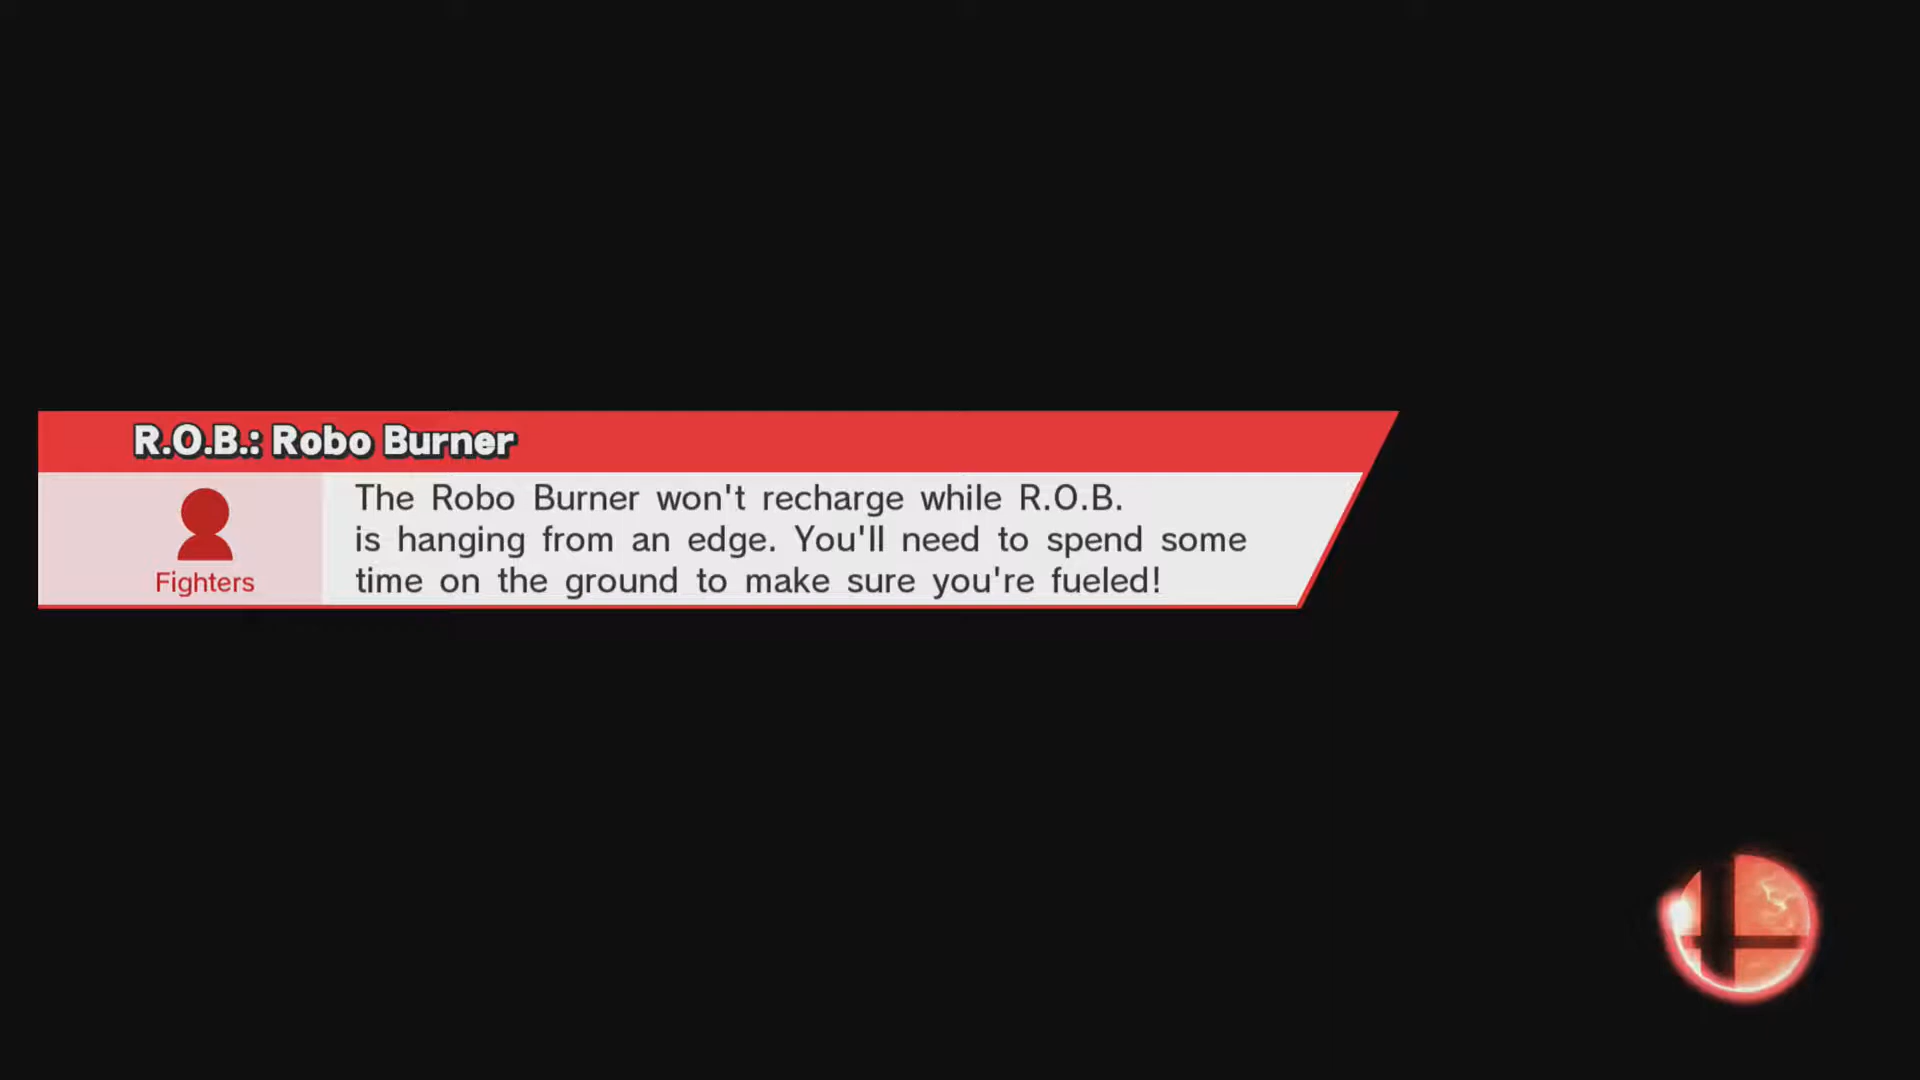 R.O.B.: Robo Burner
Fighters
The Robo Burner won't recharge while R.O.B.
is hanging from an edge. You'll need to spend some
time on the ground to make sure you're fueled!